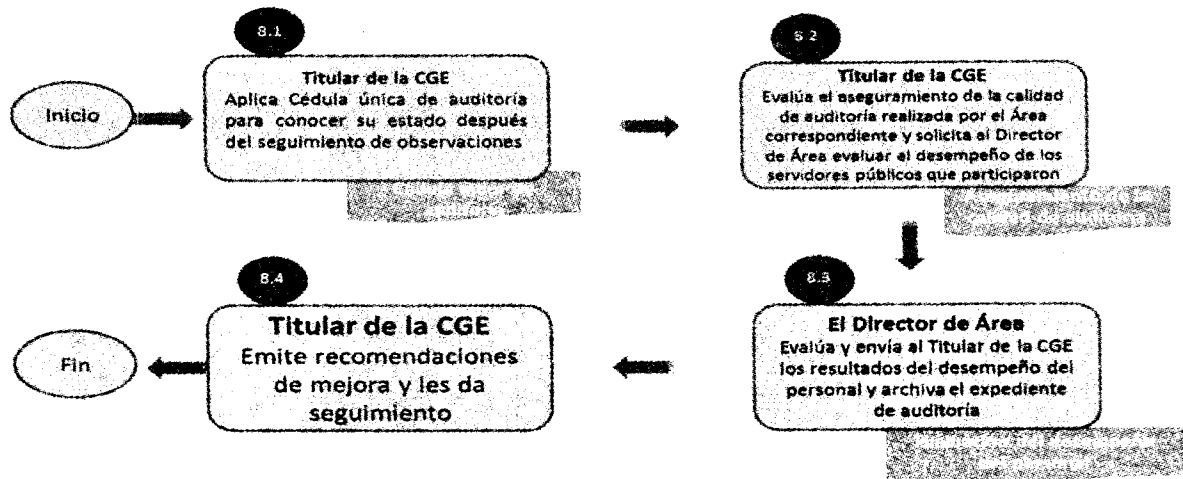 8.1
Titular de la CGE
Aplica Cédula única de auditoría
para conocer su estado después
del seguimiento de observaciones
Inicio
8.2
Titular de la CGE
Evalúa el aseguramiento de la calidad
de auditoría realizada por el Área
correspondiente y solicita al Director
de Área evaluar el desempeño de los
servidores públicos que participaron
8.3
El Director de Área
Evalúa y envía al Titular de la CGE
los resultados del desempeño del
personal y archiva el expediente
de auditoría
8.4
Titular de la CGE
Emite recomendaciones
de mejora y les da
seguimiento
Fin